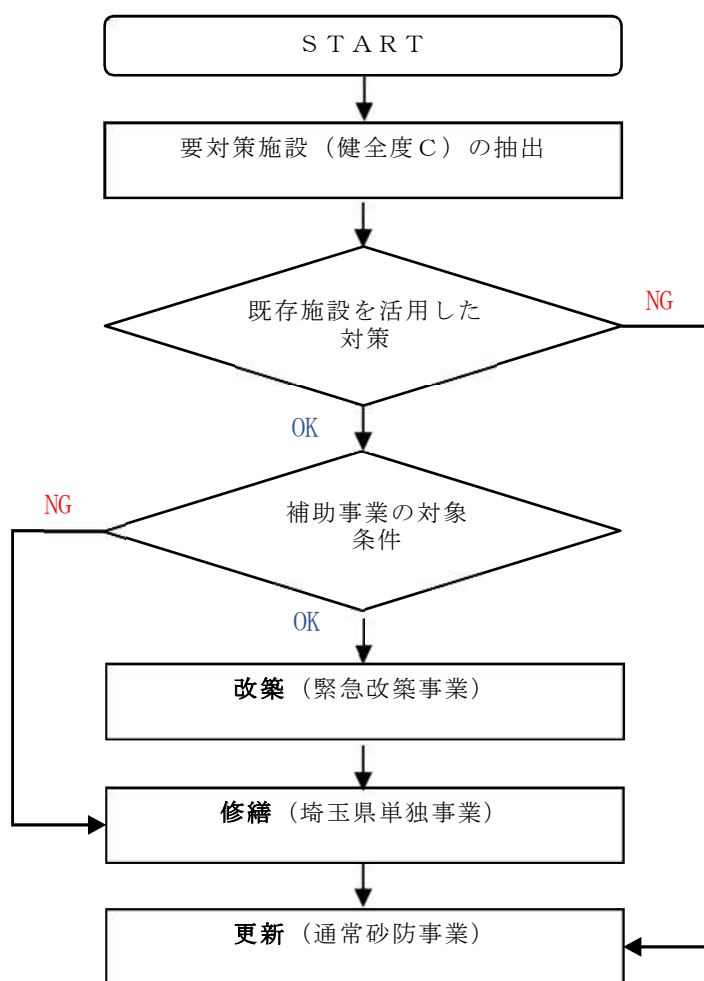 START
要対策施設（健全度C）の抽出
既存施設を活用した
対策
NG
OK
補助事業の対象
条件
NG
OK
改築（緊急改築事業）
修繕（埼玉県単独事業）
更新（通常砂防事業）